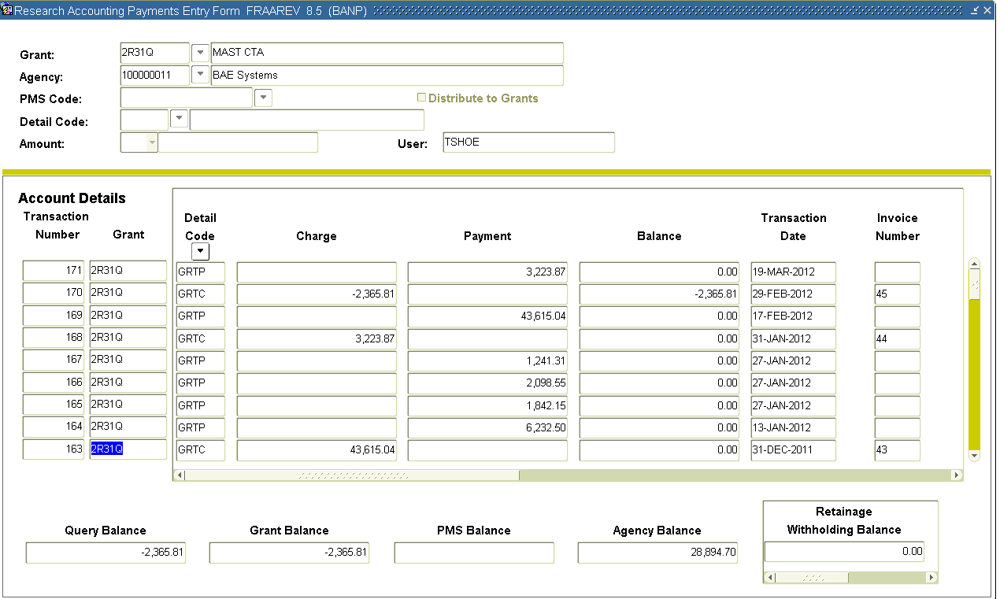 Research Accounting Payments Entry Form FRAAREV 8.5 (BANP)
Grant: 2R31Q MAST CTA
Agency: 100000011 BAE Systems
PMS Code: Distribute to Grants
Detail Code:
Amount: User: TSHOE
Account Details
Transaction Number Grant Detail Code Charge Payment Balance Transaction Date Invoice Number
171 2R31Q GRTP 3,223.87 0.00 19-MAR-2012
170 2R31Q GRTC -2,365.81 -2,365.81 29-FEB-2012 45
169 2R31Q GRTP 43,615.04 0.00 17-FEB-2012
168 2R31Q GRTC 3,223.87 0.00 31-JAN-2012 44
167 2R31Q GRTP 1,241.31 0.00 27-JAN-2012
166 2R31Q GRTP 2,098.55 0.00 27-JAN-2012
165 2R31Q GRTP 1,842.15 0.00 27-JAN-2012
164 2R31Q GRTP 6,232.50 0.00 13-JAN-2012
163 2R31Q GRTC 43,615.04 0.00 31-DEC-2011 43
Query Balance Grant Balance PMS Balance Agency Balance Retainage Withholding Balance
-2,365.81 -2,365.81 28,894.70 0.00